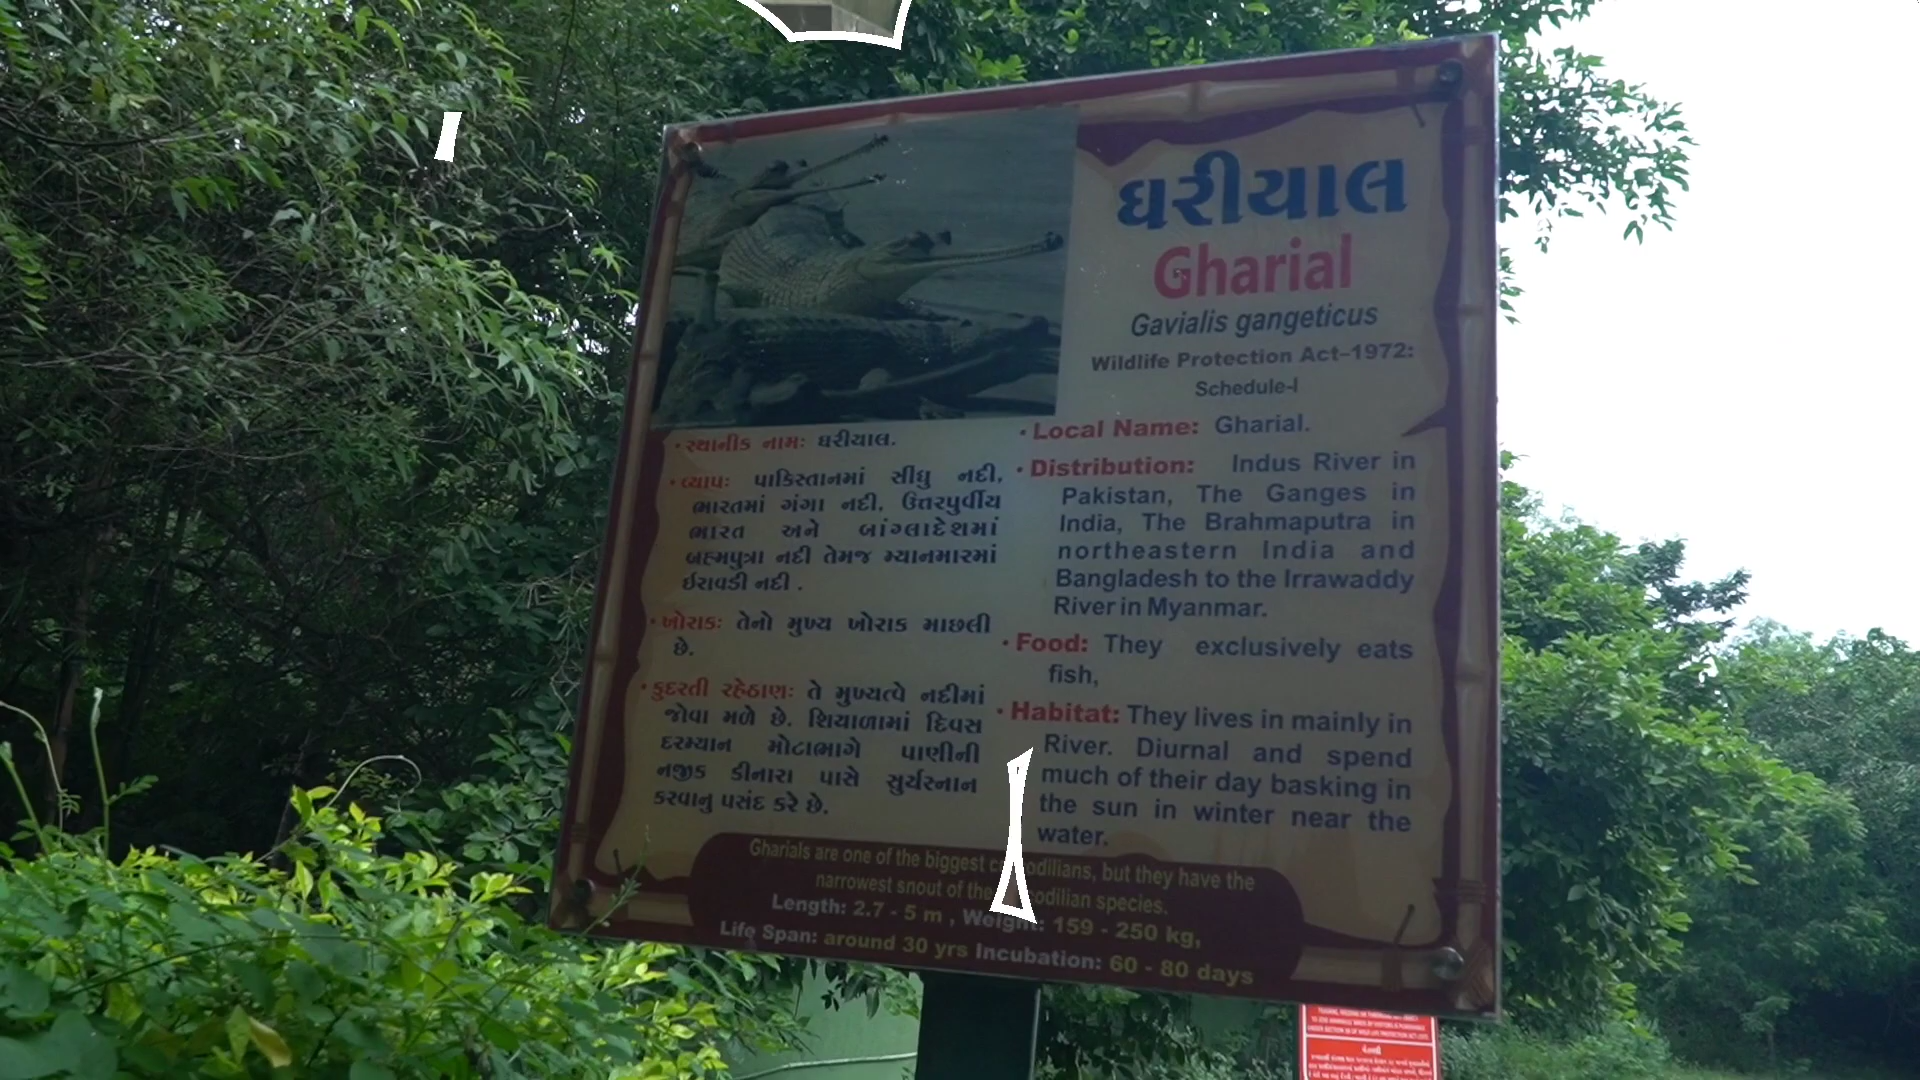 ઘરીયાલ
Gharial
Gavialis gangeticus
Wildlife Protection Act-1972:
Schedule-I
• સ્થાનીક નામઃ ઘરીયાલ.
• વ્યાપઃ પાકિસ્તાનમાં સીંધુ નદી,
ભારતમાં ગંગા નદી, ઉત્તરપુર્વીય
ભારત અને બાંગ્લાદેશમાં
બ્રહ્મપુત્રા નદી તેમજ મ્યાનમારમાં
ઈરાવડી નદી .
• ખોરાકઃ તેનો મુખ્ય ખોરાક માછલી
છે.
• કુદરતી રહેઠાણઃ તે મુખ્યત્વે નદીમાં
જોવા મળે છે. શિયાળામાં દિવસ
દરમ્યાન મોટાભાગે પાણીની
નજીક કીનારા પાસે સુર્યસ્નાન
કરવાનુ પસંદ કરે છે.
• Local Name: Gharial.
• Distribution: Indus River in
Pakistan, The Ganges in
India, The Brahmaputra in
northeastern India and
Bangladesh to the Irrawaddy
River in Myanmar.
• Food: They exclusively eats
fish,
• Habitat: They lives in mainly in
River. Diurnal and spend
much of their day basking in
the sun in winter near the
water.
Gharials are one of the biggest crocodilians, but they have the
narrowest snout of the crocodilian species.
Length: 2.7 - 5 m , Weight: 159 - 250 kg,
Life Span: around 30 yrs Incubation: 60 - 80 days